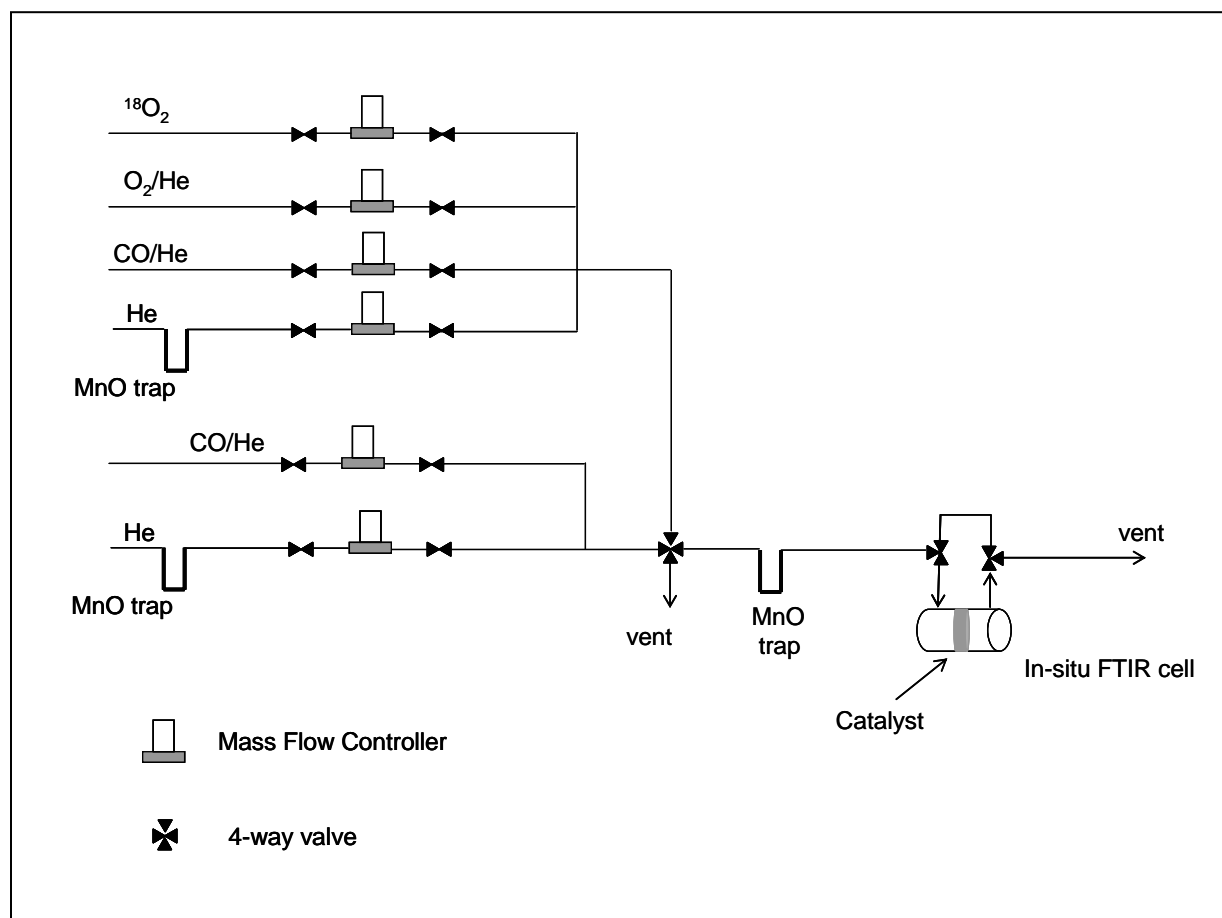 ¹⁸O₂
O₂/He
CO/He
He
MnO trap
CO/He
He
MnO trap
vent
vent
MnO
trap
In-situ FTIR cell
Catalyst
Mass Flow Controller
4-way valve